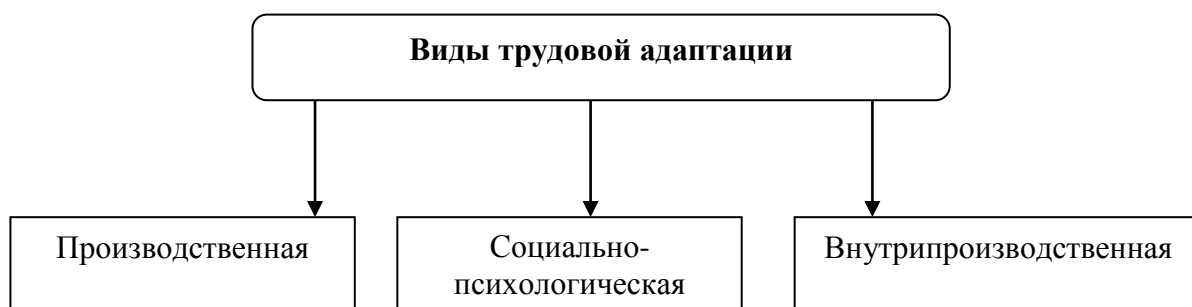 Виды трудовой адаптации
Производственная
Социально-
психологическая
Внутрипроизводственная